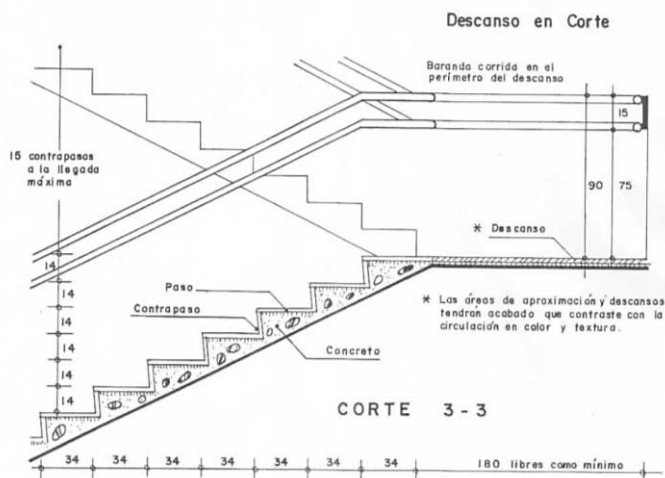 Descanso en Corte
Baranda corrida en el
perímetro del descanso
15
15 contrapasos
a la llegada
máxima
90
75
* Descanso
14
Paso
14
* Las áreas de aproximación y descansos
tendran acabado que contraste con la
circulación en color y textura.
Contrapaso
14
14
Concreto
14
14
CORTE 3-3
34
34
34
34
34
34
34
180 libres como mínimo